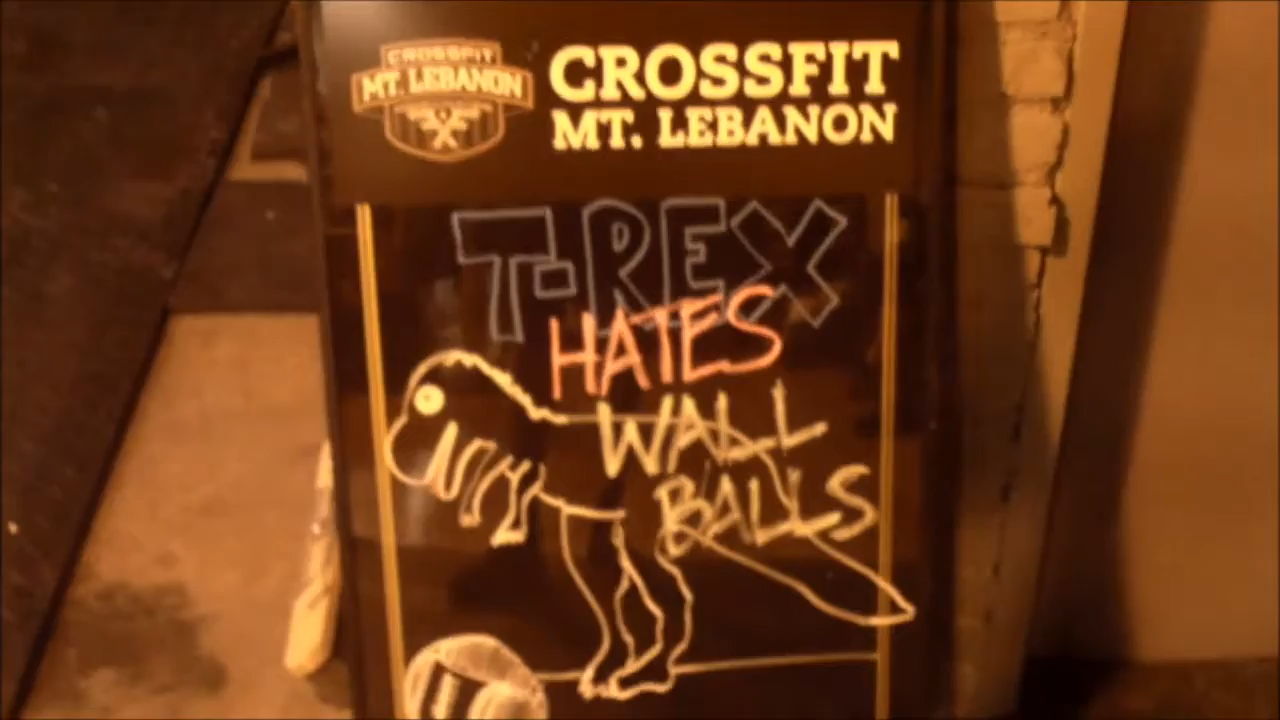 CROSSFIT
MT. LEBANON
CROSSFIT
MT. LEBANON
T-REX
HATES
WALL
BALLS